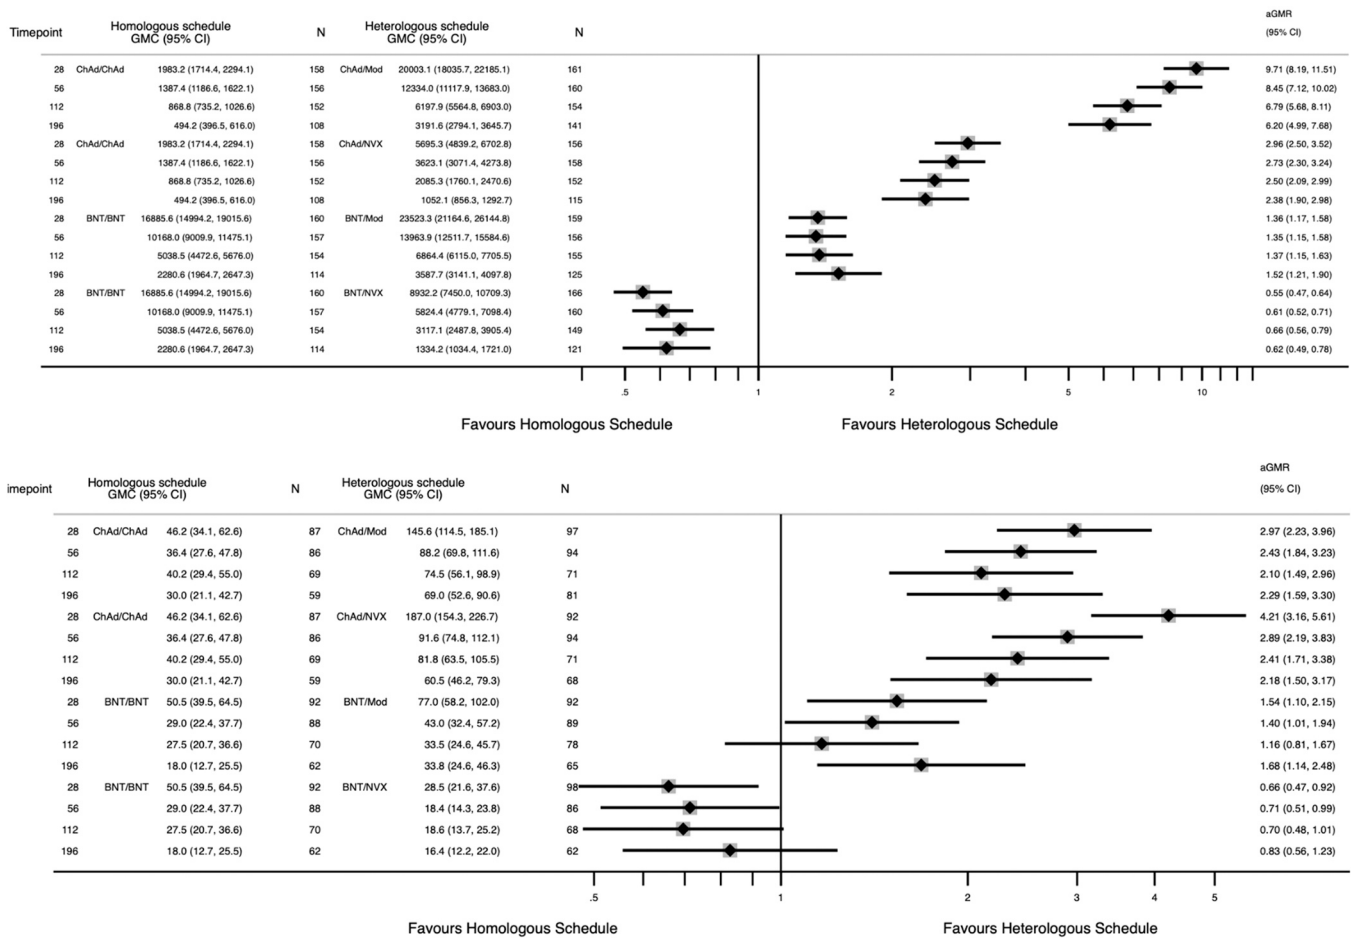 aGMR
Timepoint Homologous schedule N Heterologous schedule N (95% CI)
GMC (95% CI) GMC (95% CI)
28 ChAd/ChAd 1983.2 (1714.4, 2294.1) 158 ChAd/Mod 20003.1 (18035.7, 22185.1) 161 9.71 (8.19, 11.51)
56 1387.4 (1186.6, 1622.1) 156 12334.0 (11117.9, 13683.0) 160 8.45 (7.12, 10.02)
112 868.8 (735.2, 1026.6) 152 6197.9 (5564.8, 6903.0) 154 6.79 (5.68, 8.11)
196 494.2 (396.5, 616.0) 108 3191.6 (2794.1, 3645.7) 141 6.20 (4.99, 7.68)
28 ChAd/ChAd 1983.2 (1714.4, 2294.1) 158 ChAd/NVX 5695.3 (4839.2, 6702.8) 156 2.96 (2.50, 3.52)
56 1387.4 (1186.6, 1622.1) 156 3623.1 (3071.4, 4273.8) 158 2.73 (2.30, 3.24)
112 868.8 (735.2, 1026.6) 152 2085.3 (1760.1, 2470.6) 152 2.50 (2.09, 2.99)
196 494.2 (396.5, 616.0) 108 1052.1 (856.3, 1292.7) 115 2.38 (1.90, 2.98)
28 BNT/BNT 16885.6 (14994.2, 19015.6) 160 BNT/Mod 23523.3 (21164.6, 26144.8) 159 1.36 (1.17, 1.58)
56 10168.0 (9009.9, 11475.1) 157 13963.9 (12511.7, 15584.6) 156 1.35 (1.15, 1.58)
112 5038.5 (4472.6, 5676.0) 154 6864.4 (6115.0, 7705.5) 155 1.37 (1.15, 1.63)
196 2280.6 (1964.7, 2647.3) 114 3587.7 (3141.1, 4097.8) 125 1.52 (1.21, 1.90)
28 BNT/BNT 16885.6 (14994.2, 19015.6) 160 BNT/NVX 8932.2 (7450.0, 10709.3) 166 0.55 (0.47, 0.64)
56 10168.0 (9009.9, 11475.1) 157 5824.4 (4779.1, 7098.4) 160 0.61 (0.52, 0.71)
112 5038.5 (4472.6, 5676.0) 154 3117.1 (2487.8, 3905.4) 149 0.66 (0.56, 0.79)
196 2280.6 (1964.7, 2647.3) 114 1334.2 (1034.4, 1721.0) 121 0.62 (0.49, 0.78)
.5 1 2 5 10
Favours Homologous Schedule Favours Heterologous Schedule
aGMR
imepoint Homologous schedule N Heterologous schedule N (95% CI)
GMC (95% CI) GMC (95% CI)
28 ChAd/ChAd 46.2 (34.1, 62.6) 87 ChAd/Mod 145.6 (114.5, 185.1) 97 2.97 (2.23, 3.96)
56 36.4 (27.6, 47.8) 86 88.2 (69.8, 111.6) 94 2.43 (1.84, 3.23)
112 40.2 (29.4, 55.0) 69 74.5 (56.1, 98.9) 71 2.10 (1.49, 2.96)
196 30.0 (21.1, 42.7) 59 69.0 (52.6, 90.6) 81 2.29 (1.59, 3.30)
28 ChAd/ChAd 46.2 (34.1, 62.6) 87 ChAd/NVX 187.0 (154.3, 226.7) 92 4.21 (3.16, 5.61)
56 36.4 (27.6, 47.8) 86 91.6 (74.8, 112.1) 94 2.89 (2.19, 3.83)
112 40.2 (29.4, 55.0) 69 81.8 (63.5, 105.5) 71 2.41 (1.71, 3.38)
196 30.0 (21.1, 42.7) 59 60.5 (46.2, 79.3) 68 2.18 (1.50, 3.17)
28 BNT/BNT 50.5 (39.5, 64.5) 92 BNT/Mod 77.0 (58.2, 102.0) 92 1.54 (1.10, 2.15)
56 29.0 (22.4, 37.7) 88 43.0 (32.4, 57.2) 89 1.40 (1.01, 1.94)
112 27.5 (20.7, 36.6) 70 33.5 (24.6, 45.7) 78 1.16 (0.81, 1.67)
196 18.0 (12.7, 25.5) 62 33.8 (24.6, 46.3) 65 1.68 (1.14, 2.48)
28 BNT/BNT 50.5 (39.5, 64.5) 92 BNT/NVX 28.5 (21.6, 37.6) 98 0.66 (0.47, 0.92)
56 29.0 (22.4, 37.7) 88 18.4 (14.3, 23.8) 86 0.71 (0.51, 0.99)
112 27.5 (20.7, 36.6) 70 18.6 (13.7, 25.2) 68 0.70 (0.48, 1.01)
196 18.0 (12.7, 25.5) 62 16.4 (12.2, 22.0) 62 0.83 (0.56, 1.23)
.5 1 2 3 4 5
Favours Homologous Schedule Favours Heterologous Schedule